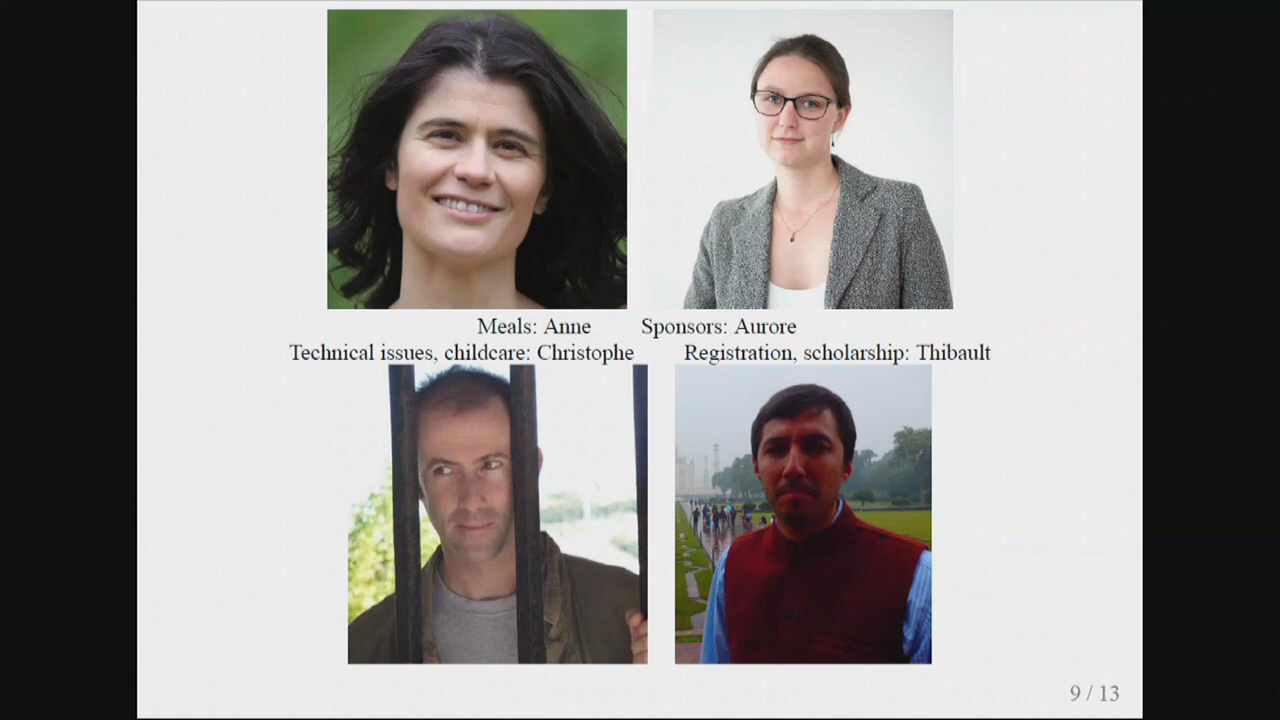 Meals: Anne Sponsors: Aurore
Technical issues, childcare: Christophe Registration, scholarship: Thibault
9 / 13